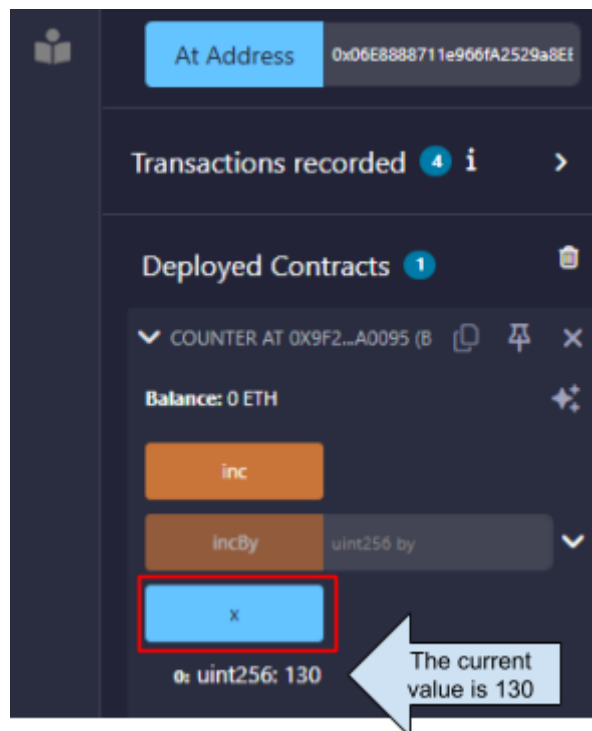 At Address 0x06E8888711e966fA2529a8EE
Transactions recorded 4 i
Deployed Contracts 1
COUNTER AT 0X9F2...A0095 (B
Balance: 0 ETH
inc
incBy uint256 by
x
0: uint256: 130
The current
value is 130